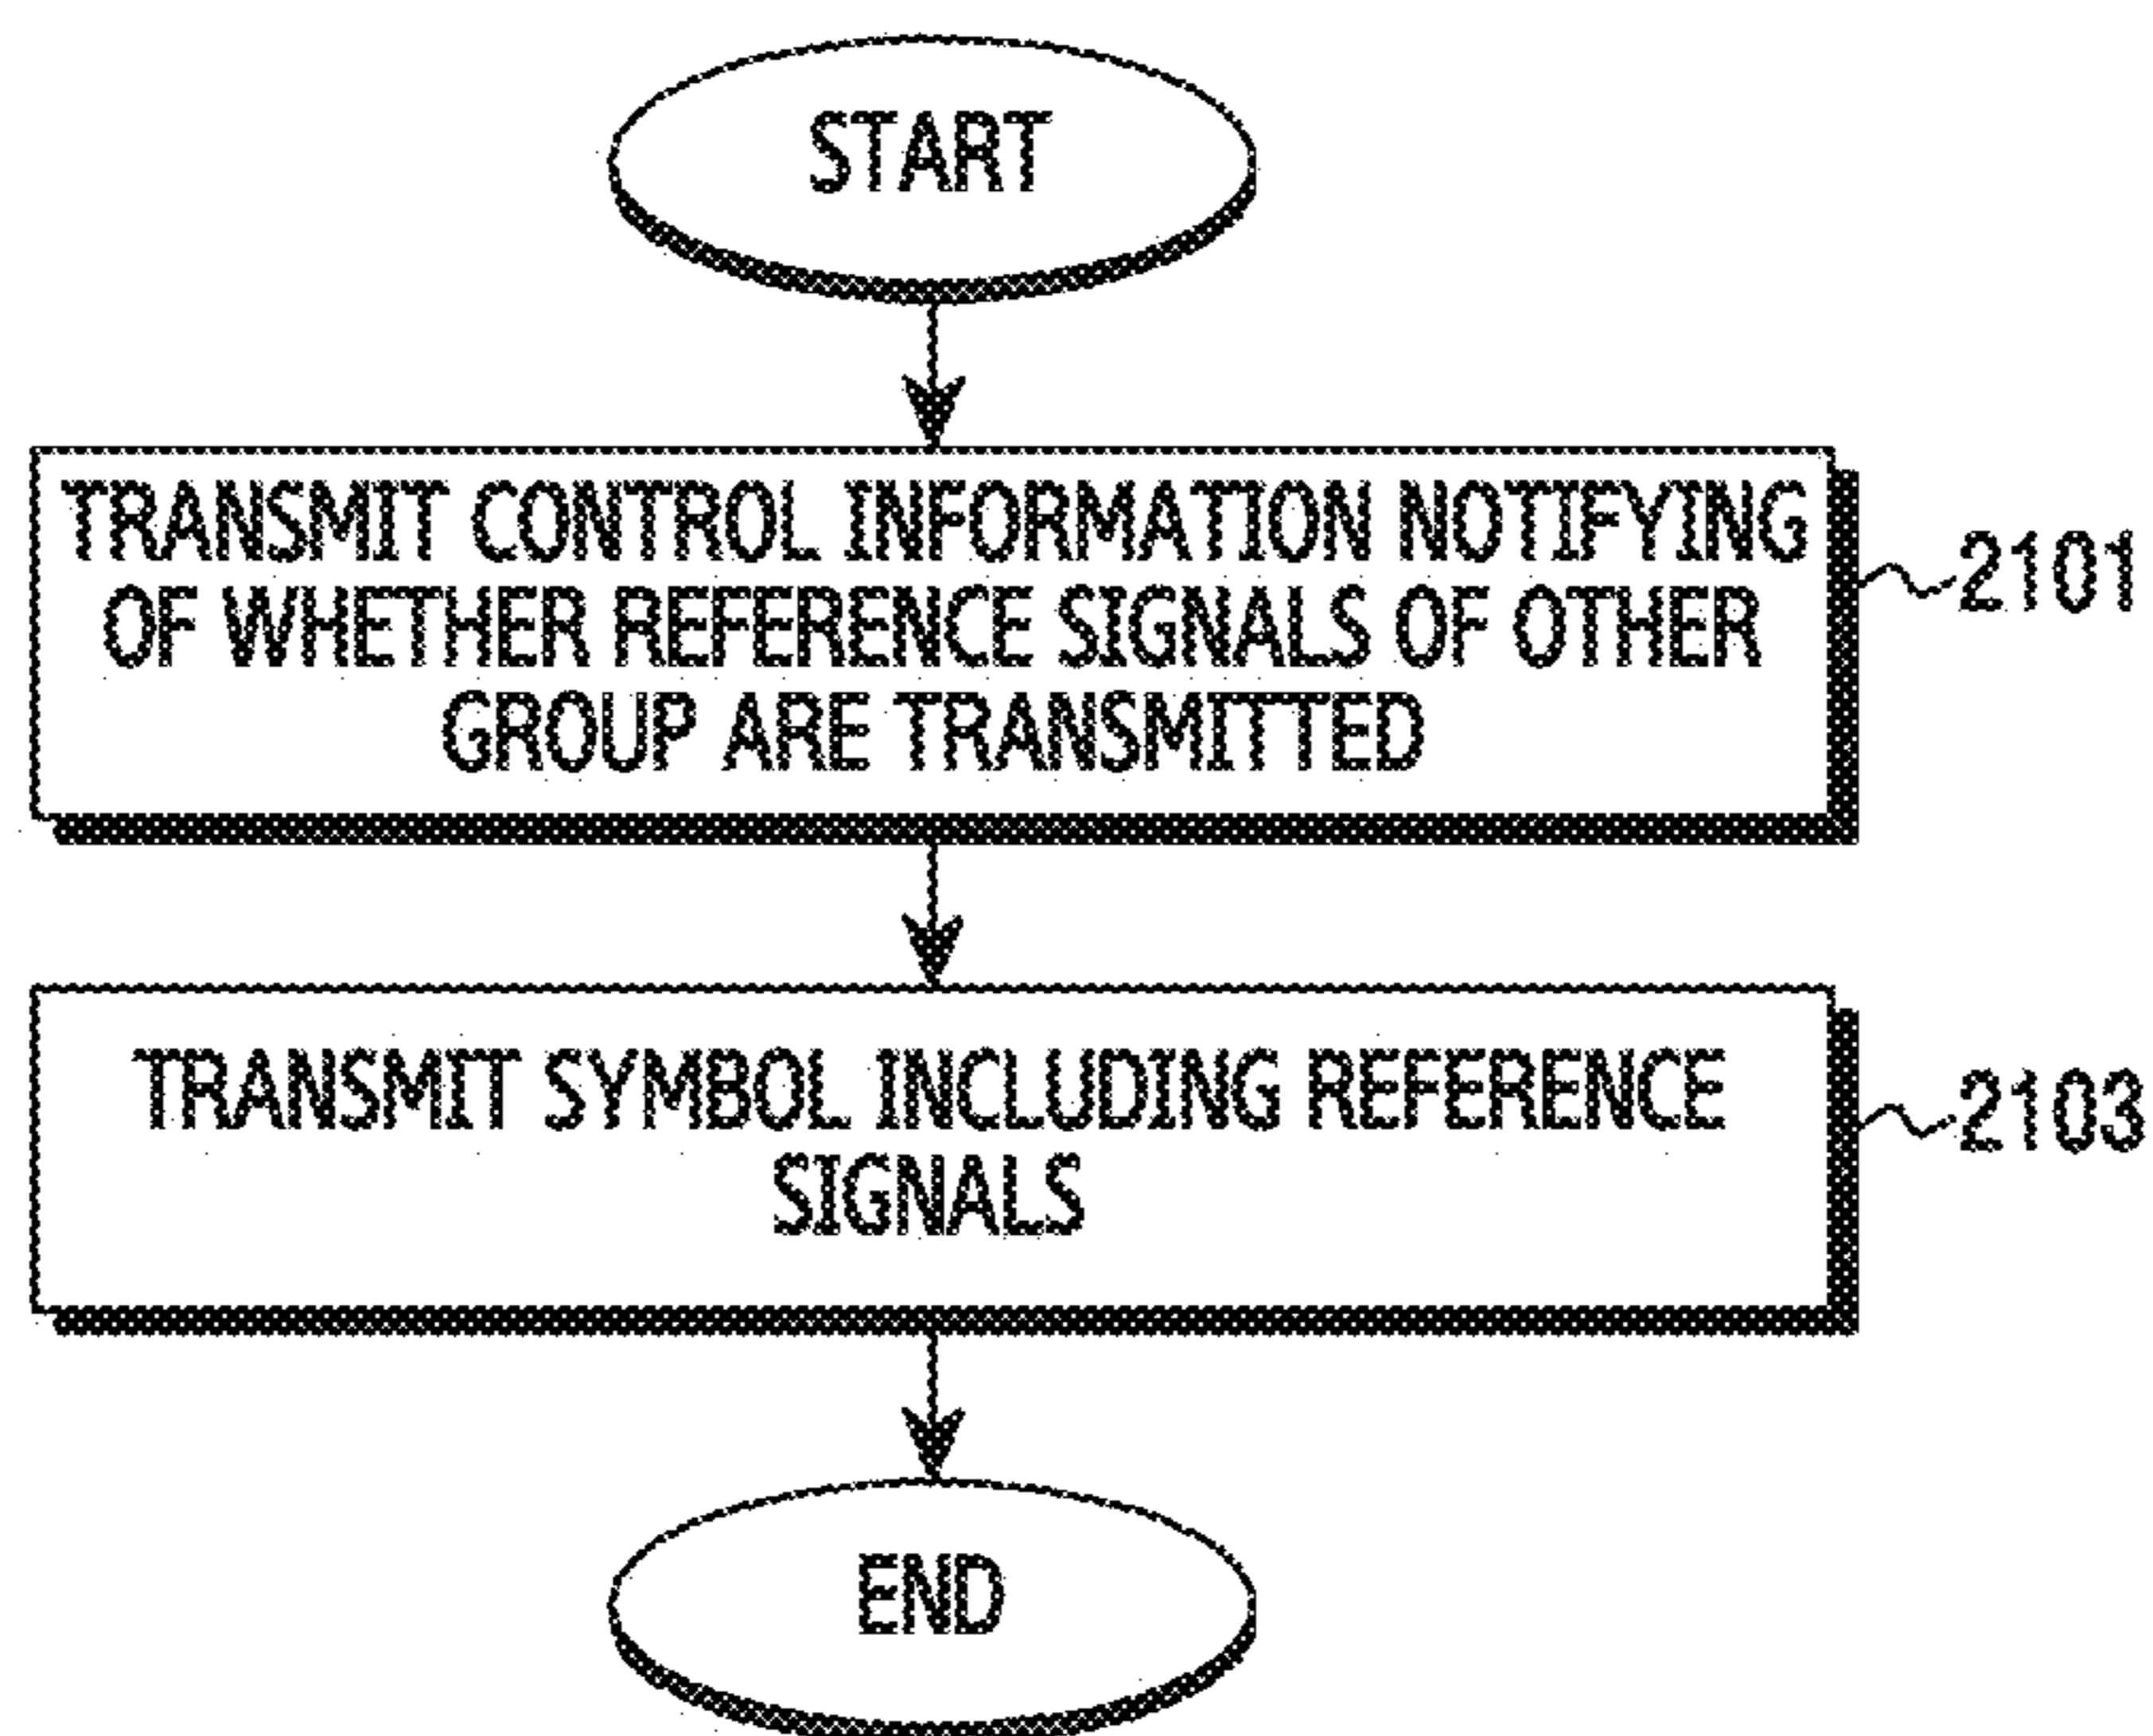 START
TRANSMIT CONTROL INFORMATION NOTIFYING
OF WHETHER REFERENCE SIGNALS OF OTHER
GROUP ARE TRANSMITTED
2101
TRANSMIT SYMBOL INCLUDING REFERENCE
SIGNALS
2103
END